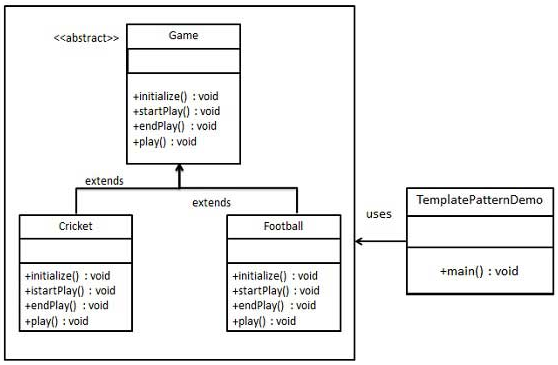 <<abstract>>
Game
+initialize() : void
+startPlay() : void
+endPlay() : void
+play() : void
extends
extends
Cricket
+initialize() : void
+istartPlay() : void
+endPlay() : void
+play() : void
Football
+initialize() : void
+startPlay() : void
+endPlay() : void
+play() : void
uses
TemplatePatternDemo
+main() : void